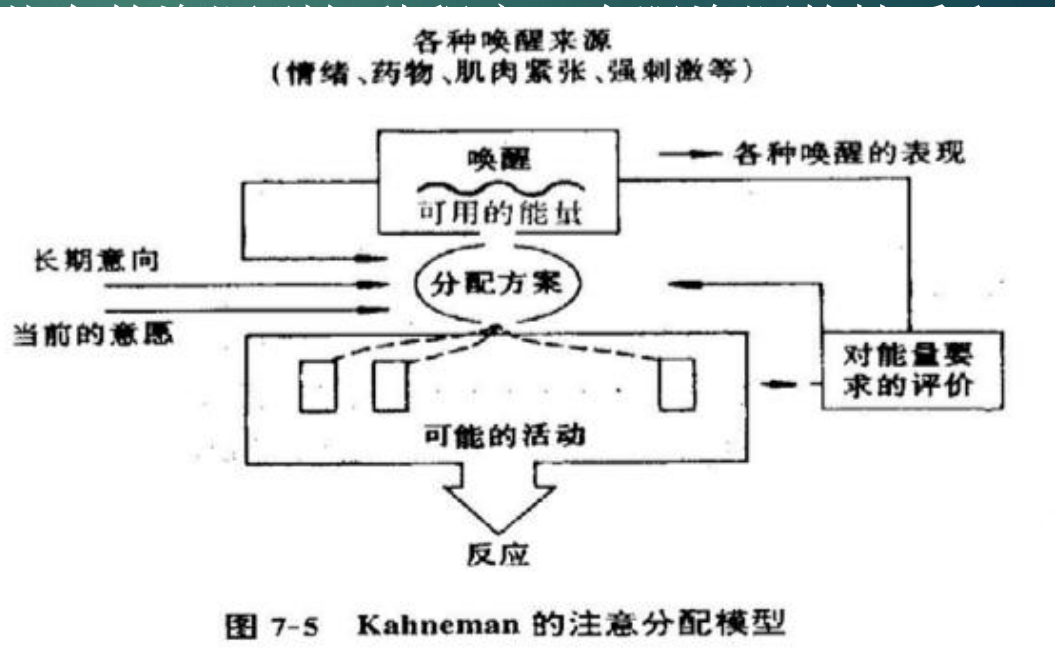 各种唤醒来源
(情绪、药物、肌肉紧张、强刺激等)
唤醒
各种唤醒的表现
可用的能量
长期意向
分配方案
当前的意愿
对能量要
求的评价
可能的活动
反应
图 7-5 Kahneman 的注意分配模型